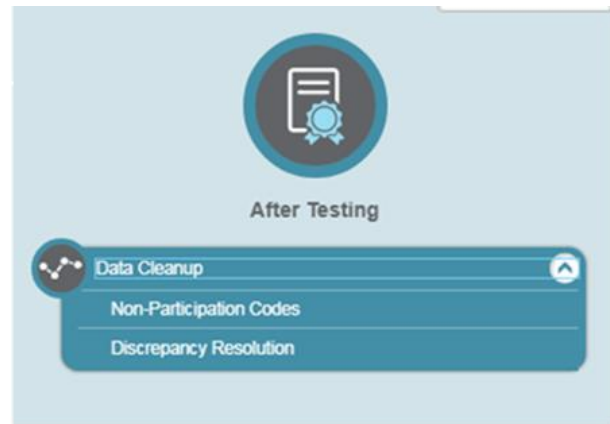 After Testing
Data Cleanup
Non-Participation Codes
Discrepancy Resolution